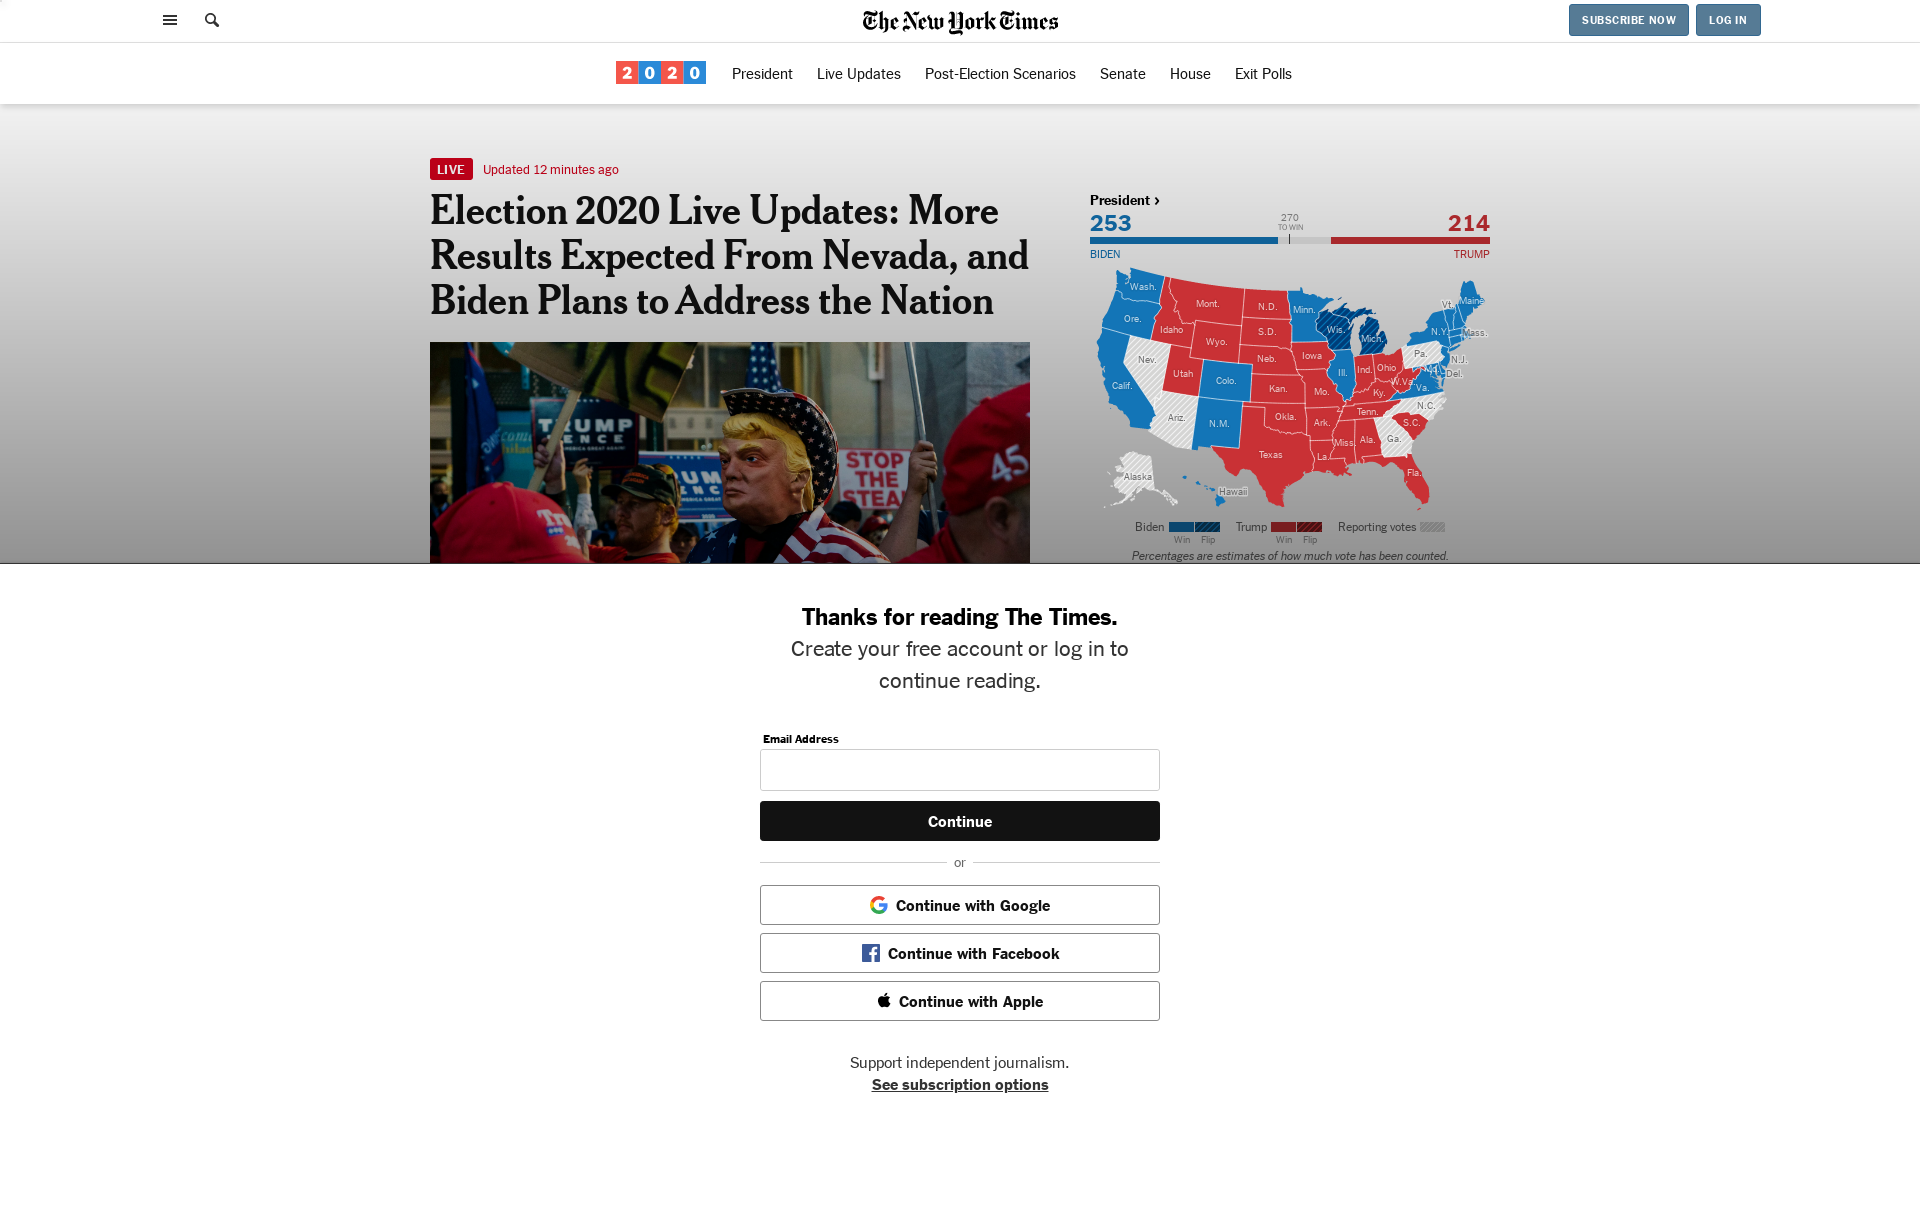 The New York Times
SUBSCRIBE NOW
LOG IN
2020
President
Live Updates
Post-Election Scenarios
Senate
House
Exit Polls
LIVE
Updated 12 minutes ago
Election 2020 Live Updates: More
Results Expected From Nevada, and
Biden Plans to Address the Nation
TRUMP
PENCE
STOP
THE
STEAL
45
President ›
253
270
TO WIN
214
BIDEN
TRUMP
Wash.
Ore.
Calif.
Nev.
Idaho
Mont.
Wyo.
Utah
Ariz.
Colo.
N.M.
N.D.
S.D.
Neb.
Kan.
Okla.
Texas
Minn.
Iowa
Mo.
Ark.
La.
Wis.
Ill.
Mich.
Ind.
Ohio
Ky.
Tenn.
Miss.
Ala.
Ga.
Fla.
S.C.
N.C.
Va.
W.Va.
Pa.
N.Y.
Vt.
Maine
Mass.
N.J.
Del.
Md.
Alaska
Hawaii
Biden
Win
Flip
Trump
Win
Flip
Reporting votes
Percentages are estimates of how much vote has been counted.
Thanks for reading The Times.
Create your free account or log in to
continue reading.
Email Address
Continue
or
Continue with Google
Continue with Facebook
Continue with Apple
Support independent journalism.
See subscription options